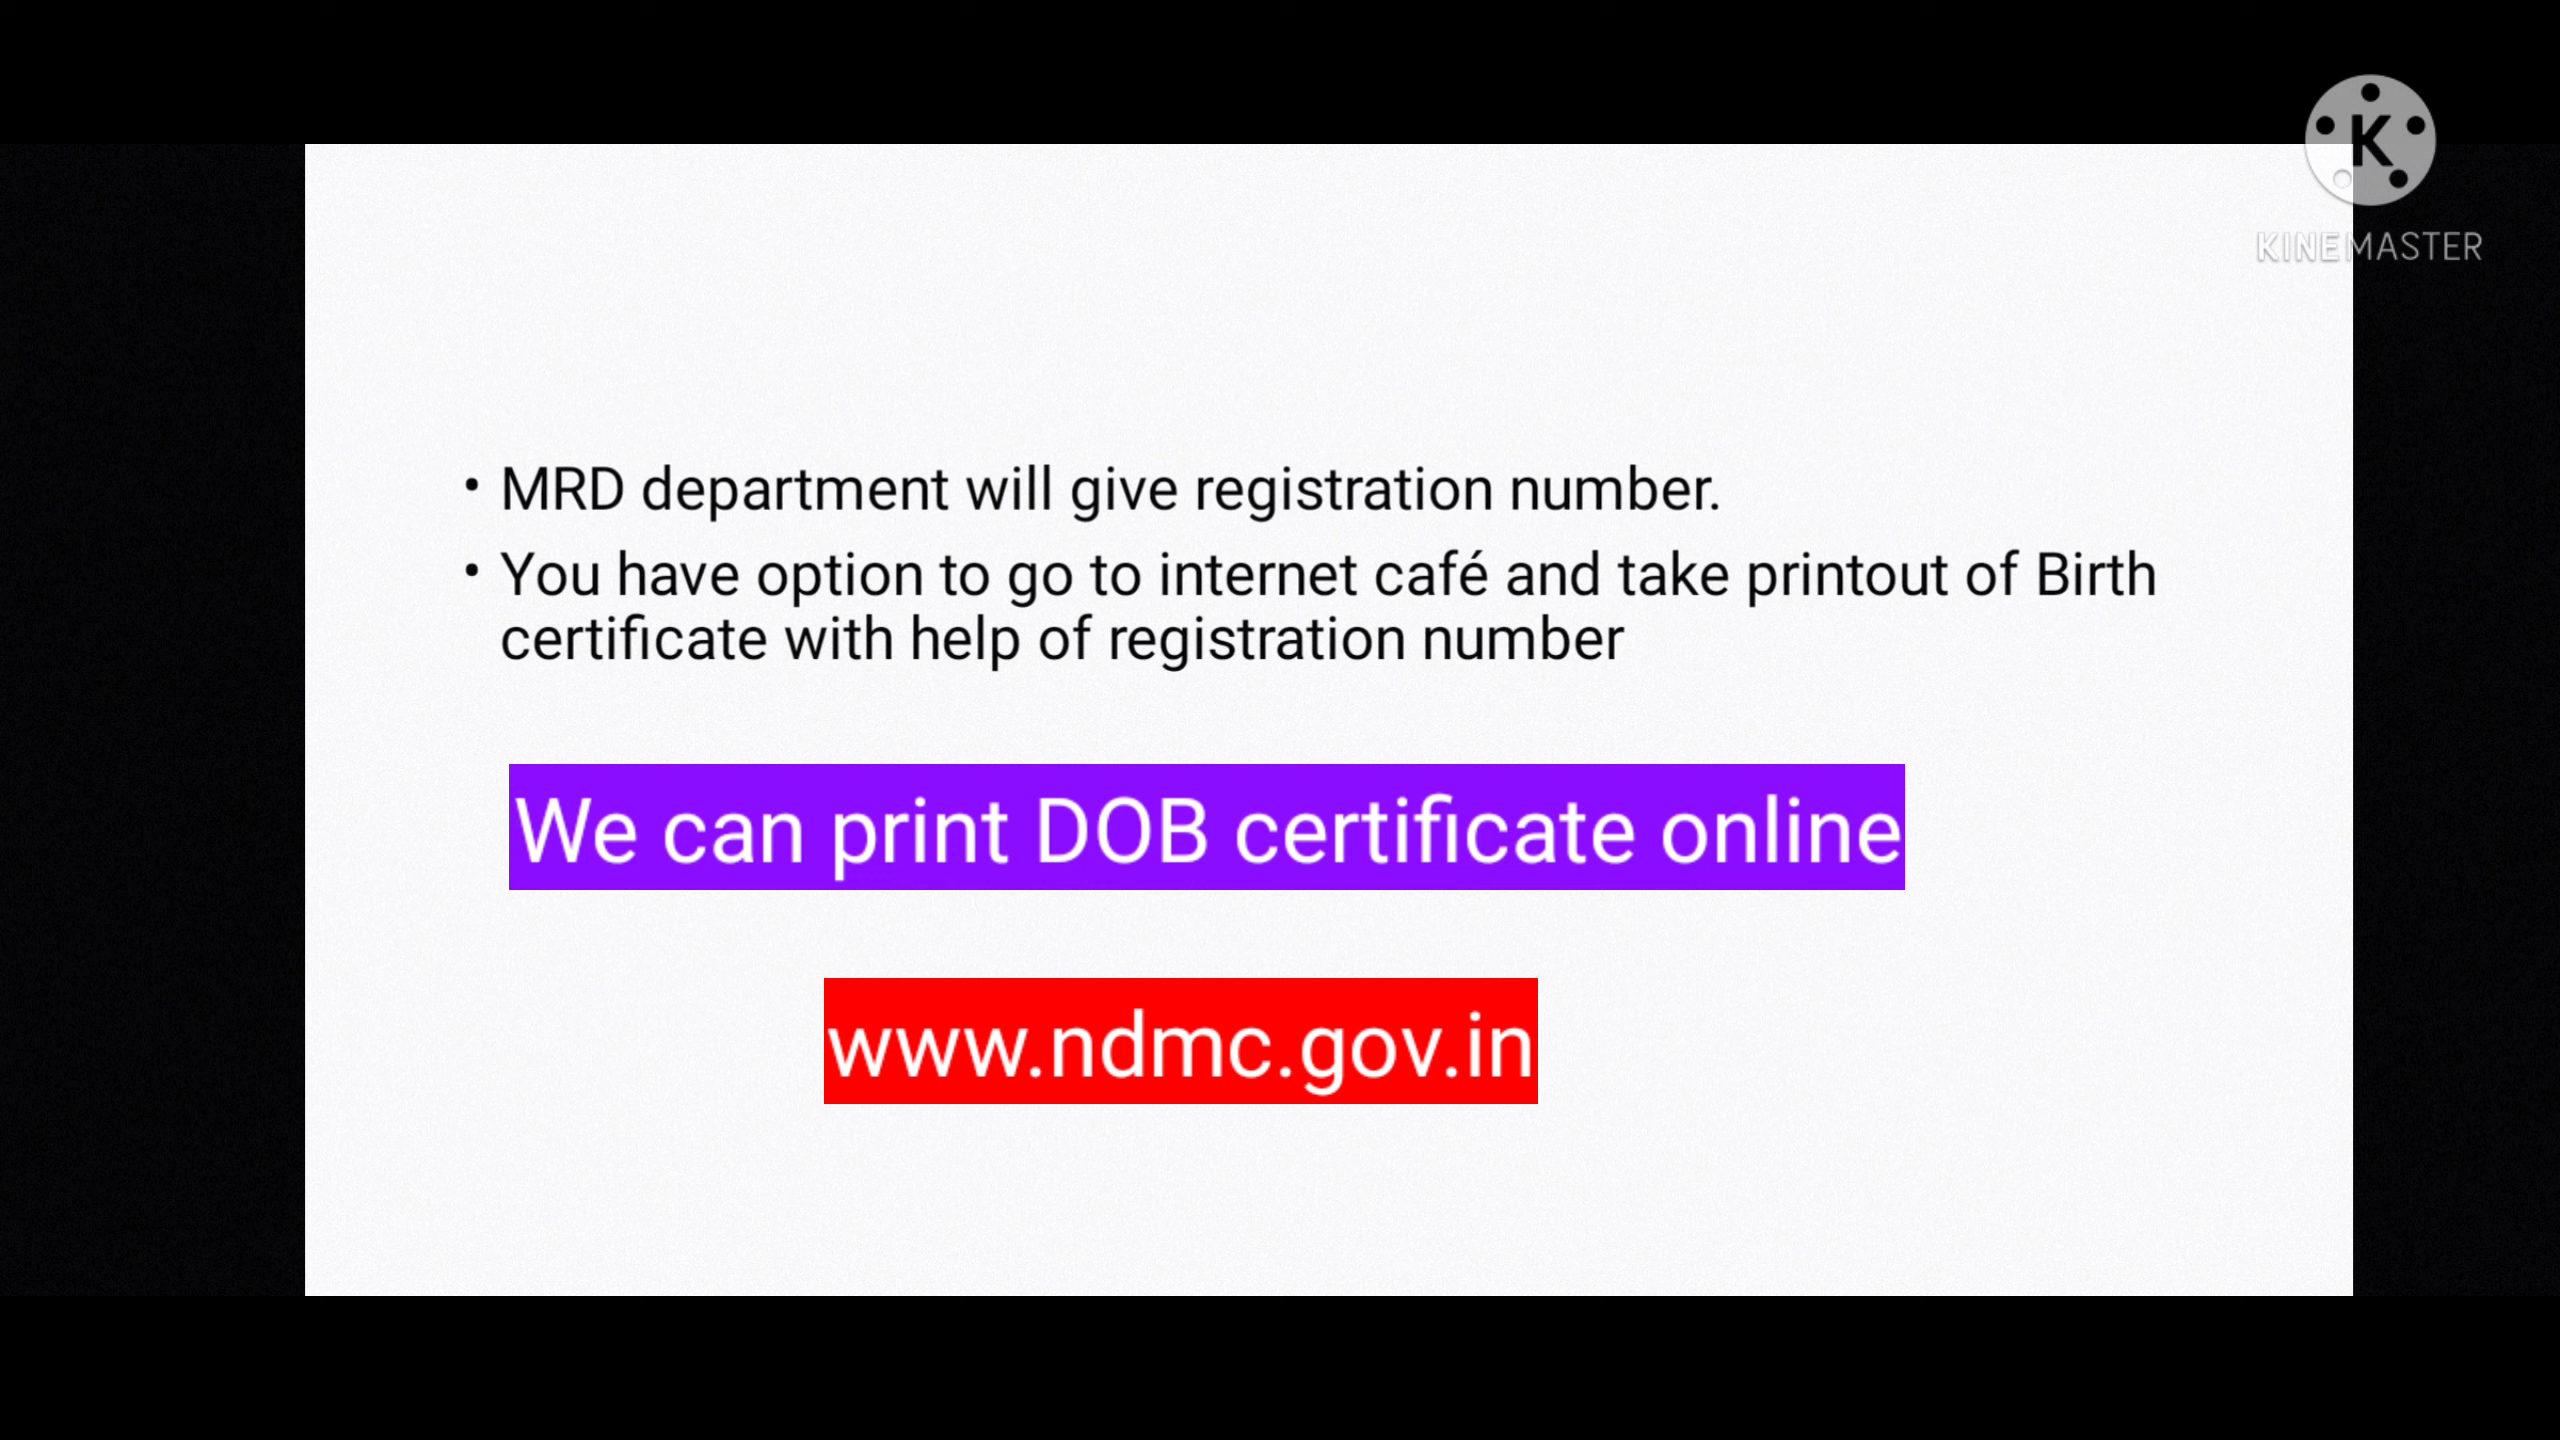 K
KINEMASTER
• MRD department will give registration number.
• You have option to go to internet café and take printout of Birth
certificate with help of registration number
We can print DOB certificate online
www.ndmc.gov.in